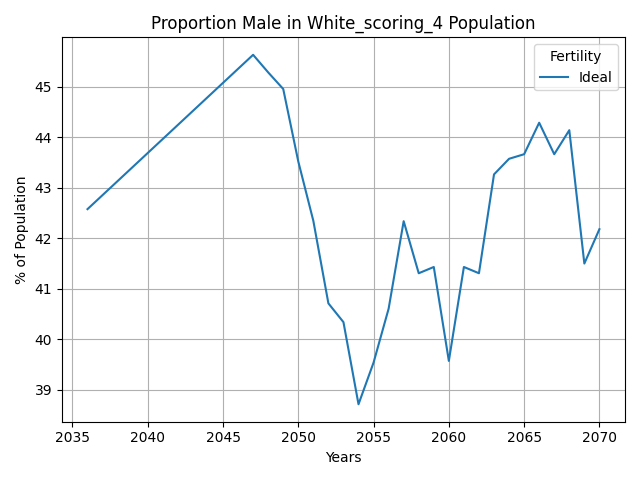 Proportion Male in White_scoring_4 Population
Fertility
Ideal
45
44
43
42
41
40
39
% of Population
2035 2040 2045 2050 2055 2060 2065 2070
Years